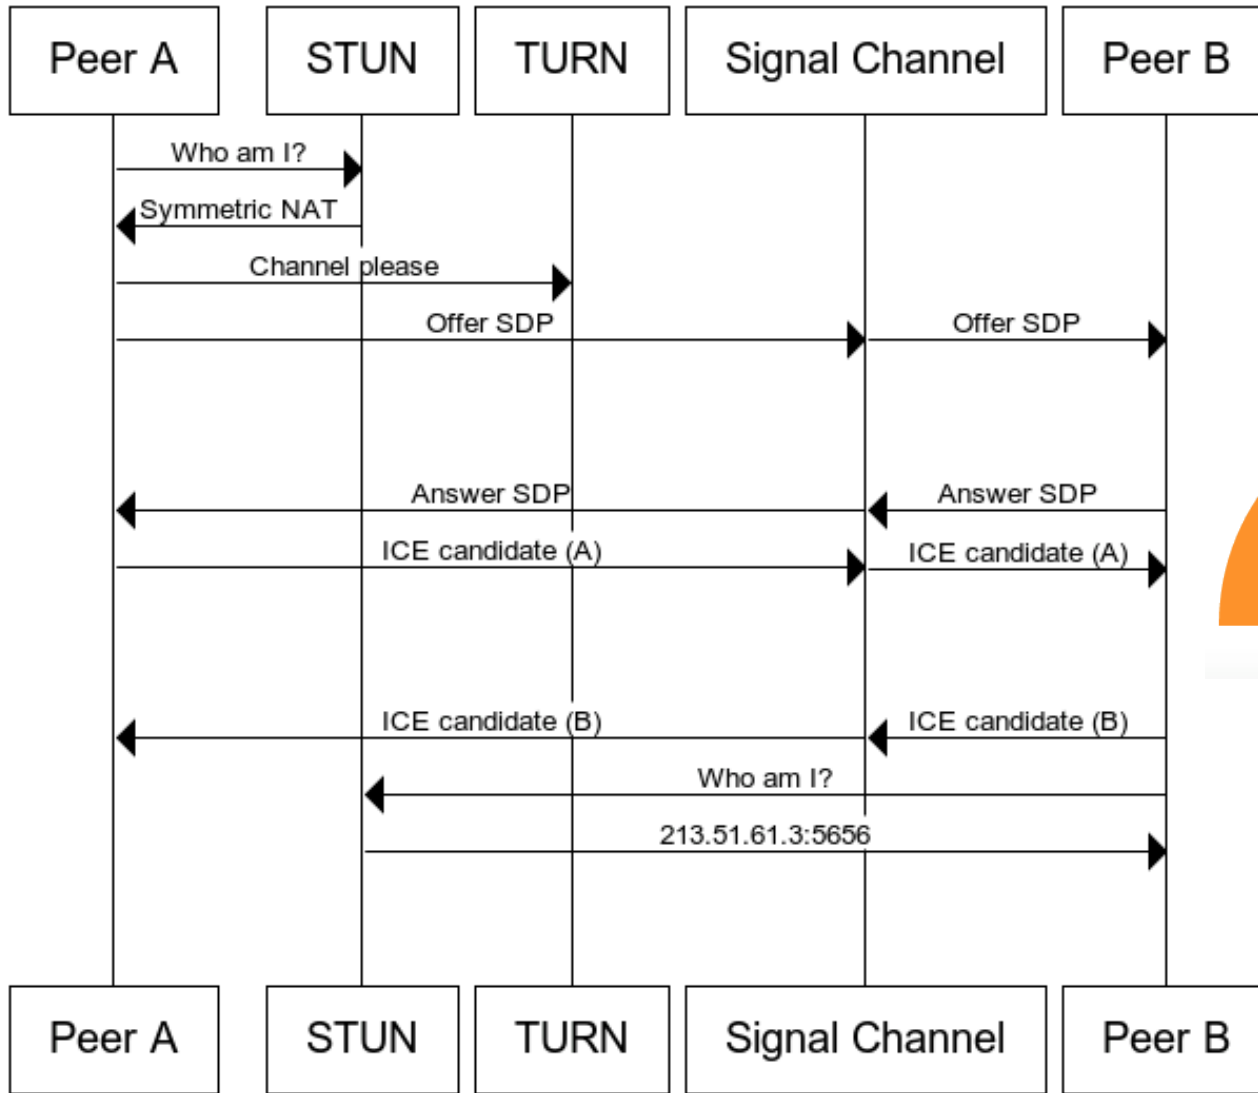 Peer A
STUN
TURN
Signal Channel
Peer B
Who am I?
Symmetric NAT
Channel please
Offer SDP
Offer SDP
Answer SDP
Answer SDP
ICE candidate (A)
ICE candidate (A)
ICE candidate (B)
ICE candidate (B)
Who am I?
213.51.61.3:5656
Peer A
STUN
TURN
Signal Channel
Peer B